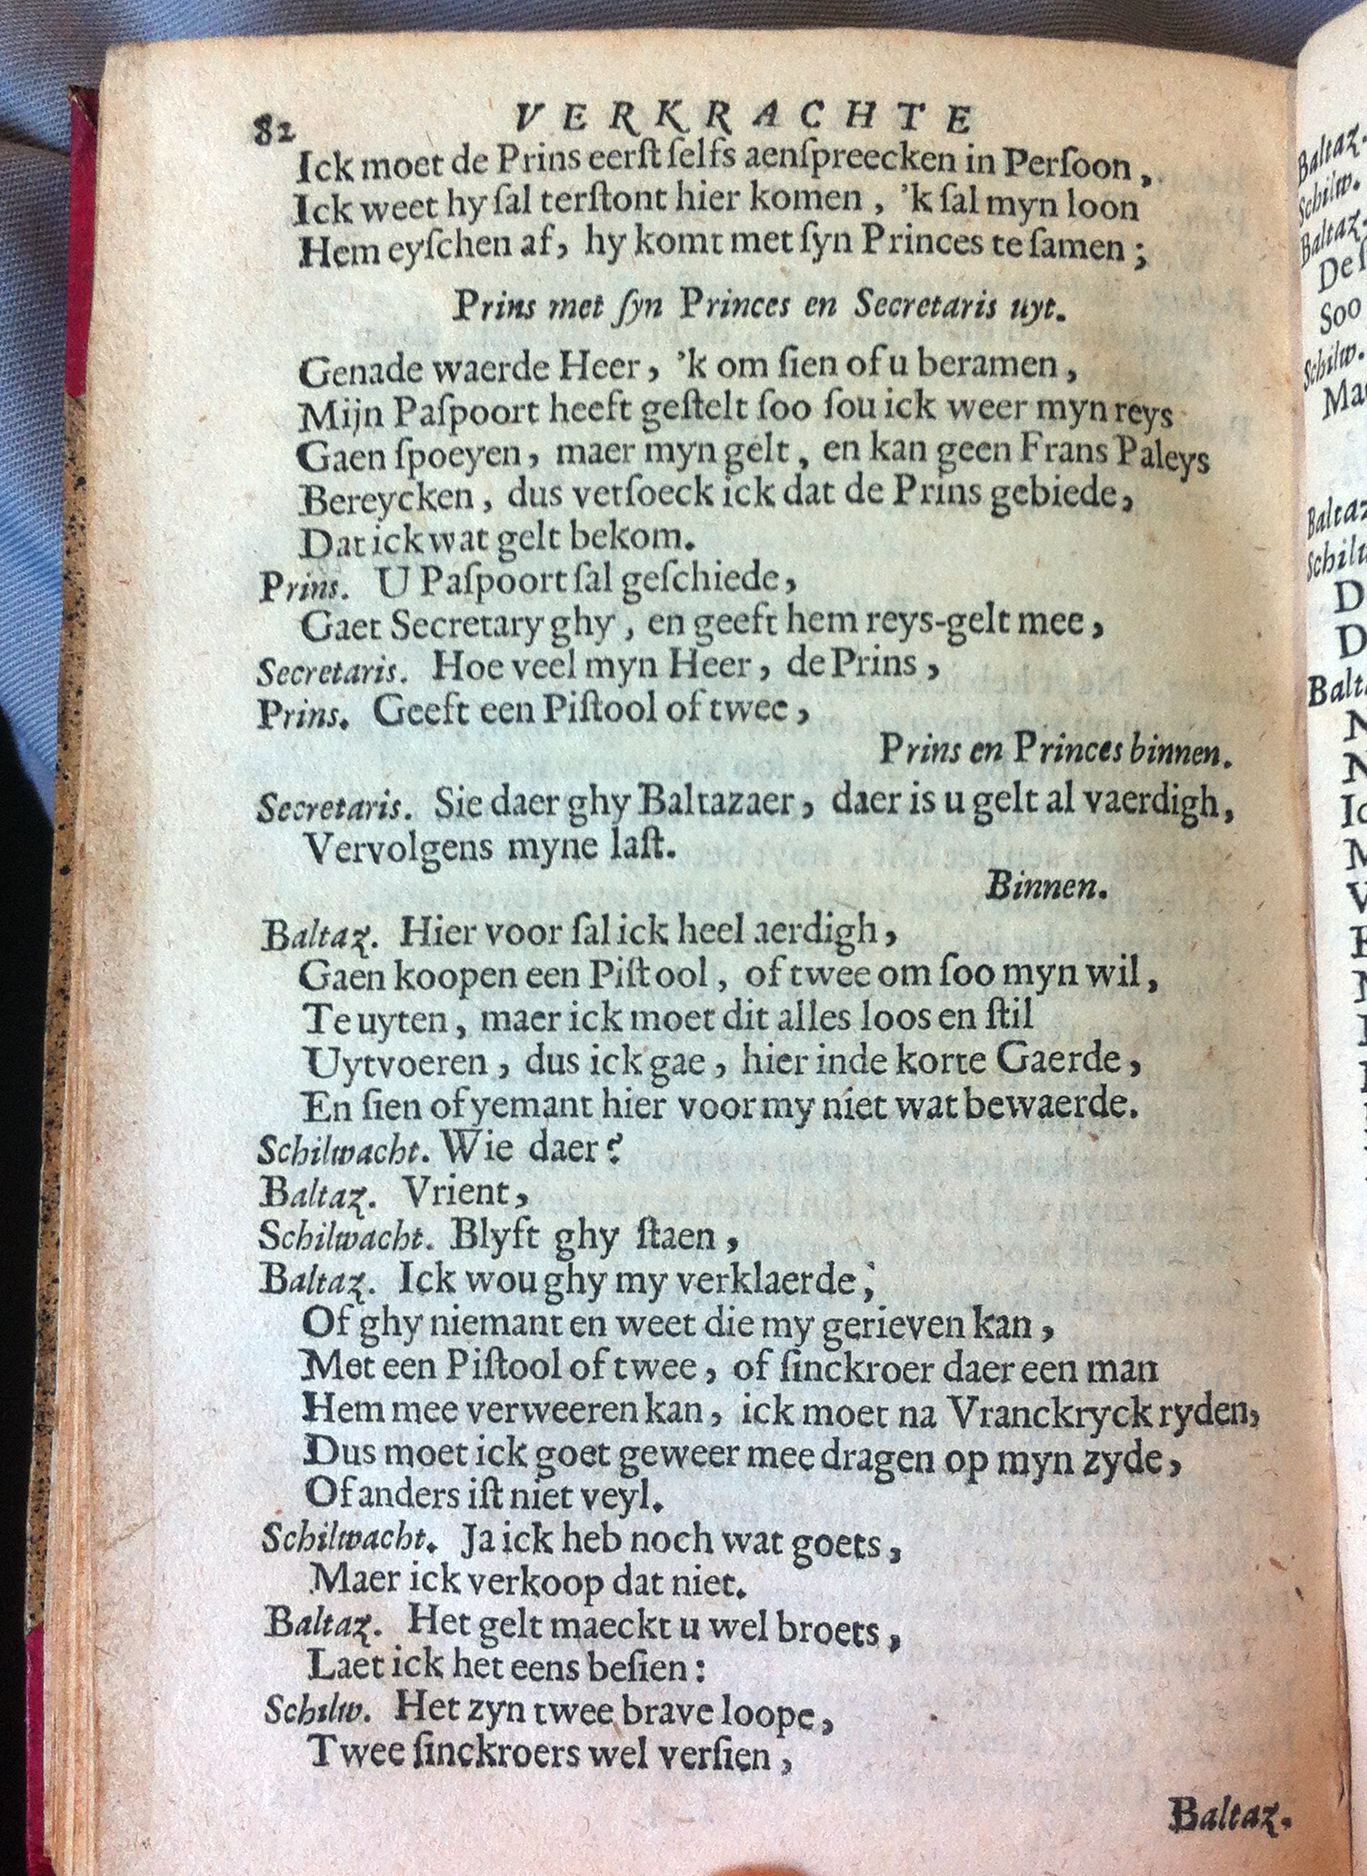 82 VERKRACHTE
Ick moet de Prins eerſt ſelfs aenſpreecken in Perſoon,
Ick weet hy ſal terſtont hier komen, 'k ſal myn loon
Hem eyſchen af, hy komt met ſyn Princes te ſamen;
Prins met ſyn Princes en Secretaris uyt.
Genade waerde Heer, 'k om ſien of u beramen,
Mijn Paſpoort heeft geſtelt ſoo ſou ick weer myn reys
Gaen ſpoeyen, maer myn gelt, en kan geen Frans Paleys
Bereycken, dus verſoeck ick dat de Prins gebiede,
Dat ick wat gelt bekom.
Prins. U Paſpoort ſal geſchiede,
Gaet Secretary ghy, en geeft hem reys-gelt mee,
Secretaris. Hoe veel myn Heer, de Prins,
Prins. Geeft een Piſtool of twee,
Prins en Princes binnen.
Secretaris. Sie daer ghy Baltazaer, daer is u gelt al vaerdigh,
Vervolgens myne laſt.
Binnen.
Baltaz. Hier voor ſal ick heel aerdigh,
Gaen koopen een Piſtool, of twee om ſoo myn wil,
Te uyten, maer ick moet dit alles loos en ſtil
Uytvoeren, dus ick gae, hier inde korte Gaerde,
En ſien of yemant hier voor my niet wat bewaerde.
Schilwacht. Wie daer?
Baltaz. Vrient,
Schilwacht. Blyft ghy ſtaen,
Baltaz. Ick wou ghy my verklaerde;
Of ghy niemant en weet die my gerieven kan,
Met een Piſtool of twee, of ſinckroer daer een man
Hem mee verweeren kan, ick moet na Vranckryck ryden,
Dus moet ick goet geweer mee dragen op myn zyde,
Of anders iſt niet veyl.
Schilwacht. Ja ick heb noch wat goets,
Maer ick verkoop dat niet.
Baltaz. Het gelt maeckt u wel broets,
Laet ick het eens beſien:
Schilw. Het zyn twee brave loope,
Twee ſinckroers wel verſien,
Baltaz.
Baltaz.
Schilw.
Baltaz.
Soo
Schilw.
Baltaz
D
D
Balt.